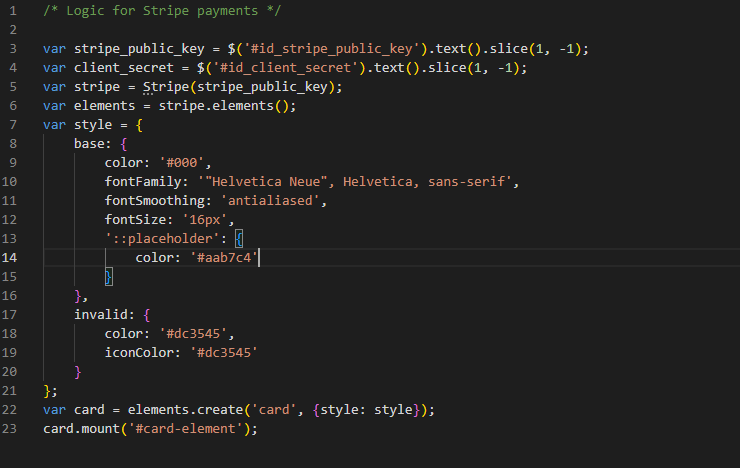 1 /* Logic for Stripe payments */
2
3 var stripe_public_key = $('#id_stripe_public_key').text().slice(1, -1);
4 var client_secret = $('#id_client_secret').text().slice(1, -1);
5 var stripe = Stripe(stripe_public_key);
6 var elements = stripe.elements();
7 var style = {
8     base: {
9         color: '#000',
10         fontFamily: '"Helvetica Neue", Helvetica, sans-serif',
11         fontSmoothing: 'antialiased',
12         fontSize: '16px',
13         '::placeholder': {
14             color: '#aab7c4'
15         }
16     },
17     invalid: {
18         color: '#dc3545',
19         iconColor: '#dc3545'
20     }
21 };
22 var card = elements.create('card', {style: style});
23 card.mount('#card-element');